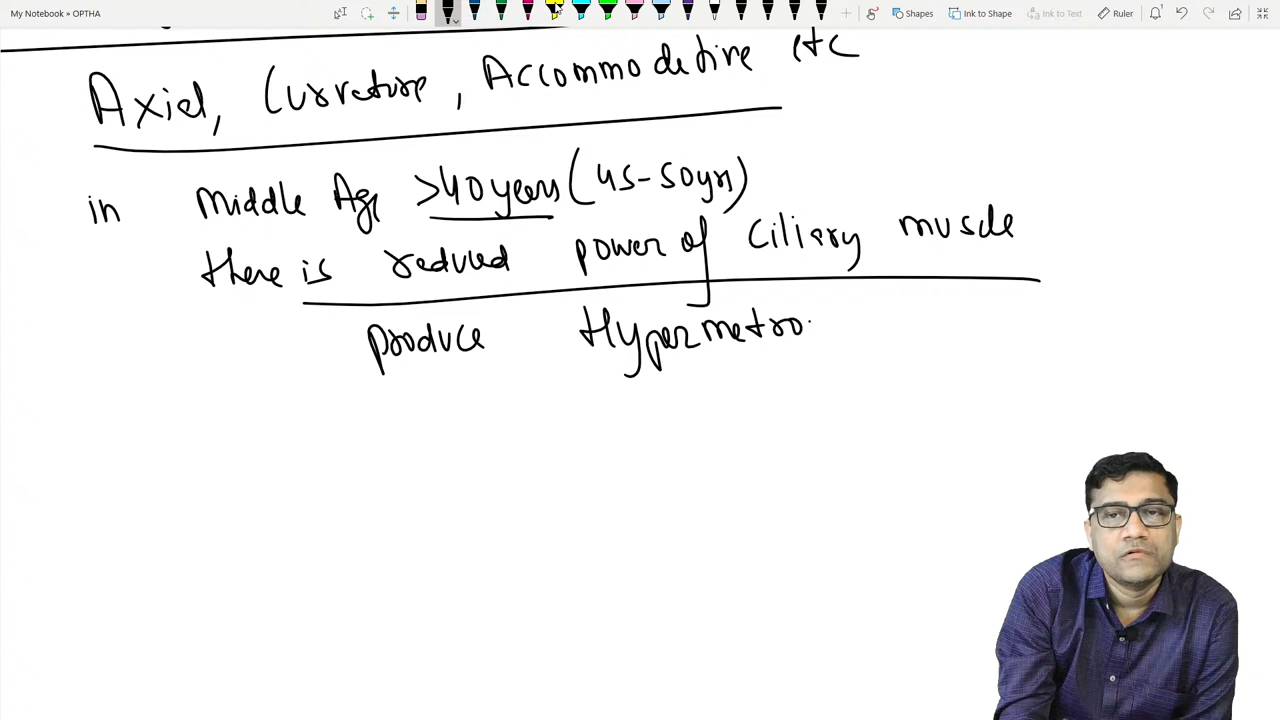 My Notebook » OPTHA
Shapes Ink to Shape Ink to Text Ruler
Axial, Curvature, Accommodative etc
in Middle Age >40 years (45-50yrs)
there is reduced power of ciliary muscle
produce Hypermetro